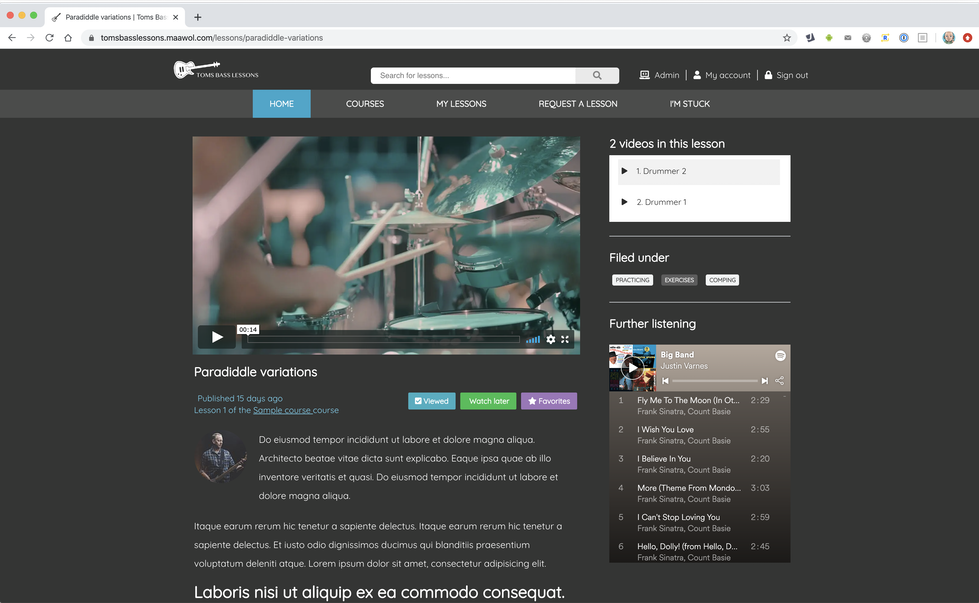 Paradiddle variations | Toms Bas
tomsbasslessons.maawol.com/lessons/paradiddle-variations
TOMS BASS LESSONS
Search for lessons...
Admin
My account
Sign out
HOME
COURSES
MY LESSONS
REQUEST A LESSON
I'M STUCK
00:14
Paradiddle variations
Published 15 days ago
Lesson 1 of the Sample course course
Viewed
Watch later
Favorites
Do eiusmod tempor incididunt ut labore et dolore magna aliqua.
Architecto beatae vitae dicta sunt explicabo. Eaque ipsa quae ab illo
inventore veritatis et quasi. Do eiusmod tempor incididunt ut labore et
dolore magna aliqua.
Itaque earum rerum hic tenetur a sapiente delectus. Itaque earum rerum hic tenetur a
sapiente delectus. Et iusto odio dignissimos ducimus qui blanditiis praesentium
voluptatum deleniti atque. Lorem ipsum dolor sit amet, consectetur adipisicing elit.
Laboris nisi ut aliquip ex ea commodo consequat.
2 videos in this lesson
1. Drummer 2
2. Drummer 1
Filed under
PRACTICING
EXERCISES
COMPING
Further listening
Big Band
Justin Varnes
1 Fly Me To The Moon (In Ot... 2:29
Frank Sinatra, Count Basie
2 I Wish You Love 2:55
Frank Sinatra, Count Basie
3 I Believe In You 2:20
Frank Sinatra, Count Basie
4 More (Theme From Mondo... 3:03
Frank Sinatra, Count Basie
5 I Can't Stop Loving You 2:59
Frank Sinatra, Count Basie
6 Hello, Dolly! (from Hello, D... 2:45
Frank Sinatra, Count Basie